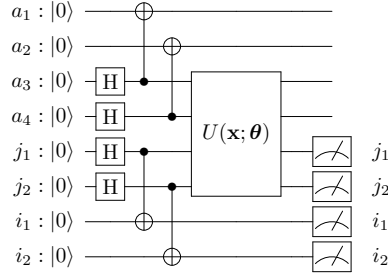 a₁ : |0⟩
a₂ : |0⟩
a₃ : |0⟩ H
a₄ : |0⟩ H
U(x; θ)
j₁ : |0⟩ H j₁
j₂ : |0⟩ H j₂
i₁ : |0⟩ i₁
i₂ : |0⟩ i₂